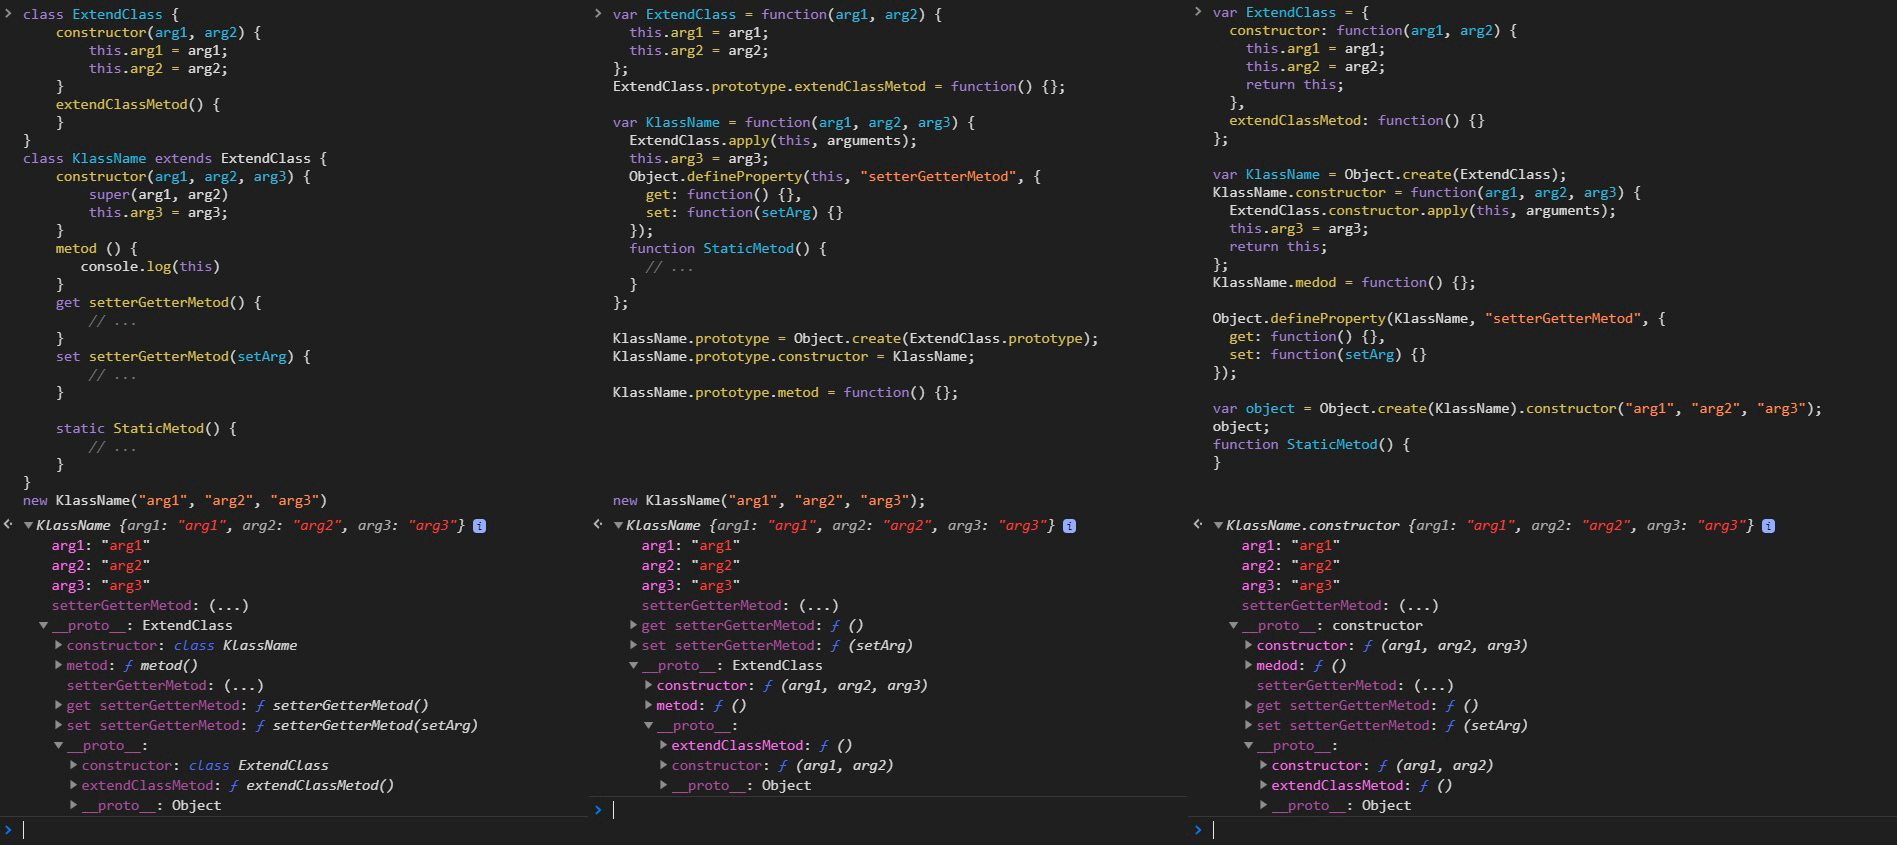 class ExtendClass {
constructor(arg1, arg2) {
this.arg1 = arg1;
this.arg2 = arg2;
}
extendClassMetod() {
}
}
class KlassName extends ExtendClass {
constructor(arg1, arg2, arg3) {
super(arg1, arg2)
this.arg3 = arg3;
}
metod () {
console.log(this)
}
get setterGetterMetod() {
// ...
}
set setterGetterMetod(setArg) {
// ...
}
static StaticMetod() {
// ...
}
}
new KlassName("arg1", "arg2", "arg3")
KlassName {arg1: "arg1", arg2: "arg2", arg3: "arg3"} i
arg1: "arg1"
arg2: "arg2"
arg3: "arg3"
setterGetterMetod: (...)
__proto__: ExtendClass
constructor: class KlassName
metod: ƒ metod()
setterGetterMetod: (...)
get setterGetterMetod: ƒ setterGetterMetod()
set setterGetterMetod: ƒ setterGetterMetod(setArg)
__proto__:
constructor: class ExtendClass
extendClassMetod: ƒ extendClassMetod()
__proto__: Object
var ExtendClass = function(arg1, arg2) {
this.arg1 = arg1;
this.arg2 = arg2;
};
ExtendClass.prototype.extendClassMetod = function() {};
var KlassName = function(arg1, arg2, arg3) {
ExtendClass.apply(this, arguments);
this.arg3 = arg3;
Object.defineProperty(this, "setterGetterMetod", {
get: function() {},
set: function(setArg) {}
});
function StaticMetod() {
// ...
}
};
KlassName.prototype = Object.create(ExtendClass.prototype);
KlassName.prototype.constructor = KlassName;
KlassName.prototype.metod = function() {};
new KlassName("arg1", "arg2", "arg3");
KlassName {arg1: "arg1", arg2: "arg2", arg3: "arg3"} i
arg1: "arg1"
arg2: "arg2"
arg3: "arg3"
setterGetterMetod: (...)
get setterGetterMetod: ƒ ()
set setterGetterMetod: ƒ (setArg)
__proto__: ExtendClass
constructor: ƒ (arg1, arg2, arg3)
metod: ƒ ()
__proto__:
extendClassMetod: ƒ ()
constructor: ƒ (arg1, arg2)
__proto__: Object
var ExtendClass = {
constructor: function(arg1, arg2) {
this.arg1 = arg1;
this.arg2 = arg2;
return this;
},
extendClassMetod: function() {}
};
var KlassName = Object.create(ExtendClass);
KlassName.constructor = function(arg1, arg2, arg3) {
ExtendClass.constructor.apply(this, arguments);
this.arg3 = arg3;
return this;
};
KlassName.medod = function() {};
Object.defineProperty(KlassName, "setterGetterMetod", {
get: function() {},
set: function(setArg) {}
});
var object = Object.create(KlassName).constructor("arg1", "arg2", "arg3");
object;
function StaticMetod() {
}
KlassName.constructor {arg1: "arg1", arg2: "arg2", arg3: "arg3"} i
arg1: "arg1"
arg2: "arg2"
arg3: "arg3"
setterGetterMetod: (...)
__proto__: constructor
constructor: ƒ (arg1, arg2, arg3)
medod: ƒ ()
setterGetterMetod: (...)
get setterGetterMetod: ƒ ()
set setterGetterMetod: ƒ (setArg)
__proto__:
constructor: ƒ (arg1, arg2)
extendClassMetod: ƒ ()
__proto__: Object